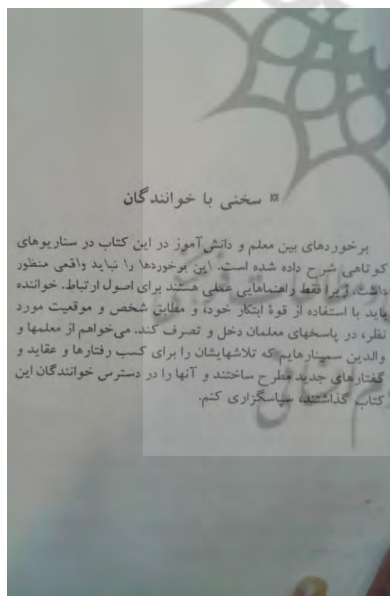 ¤ سخنی با خوانندگان
برخوردهای بین معلم و دانش‌آموز در این کتاب در سناریوهای
کوتاهی شرح داده شده است. این برخوردها را نباید واقعی منظور
داشت. زیرا فقط راهنماهایی عملی هستند برای اصول ارتباط. خواننده
باید با استفاده از قوهٔ ابتکار خود، و مطابق شخص و موقعیت مورد
نظر، در پاسخهای معلمان دخل و تصرف کند. می‌خواهم از معلمها و
والدین سمینارهایم که تلاشهایشان را برای کسب رفتارها و عقاید و
گفتارهای جدید مطرح ساختند و آنها را در دسترس خوانندگان این
کتاب گذاشتند، سپاسگزاری کنم.